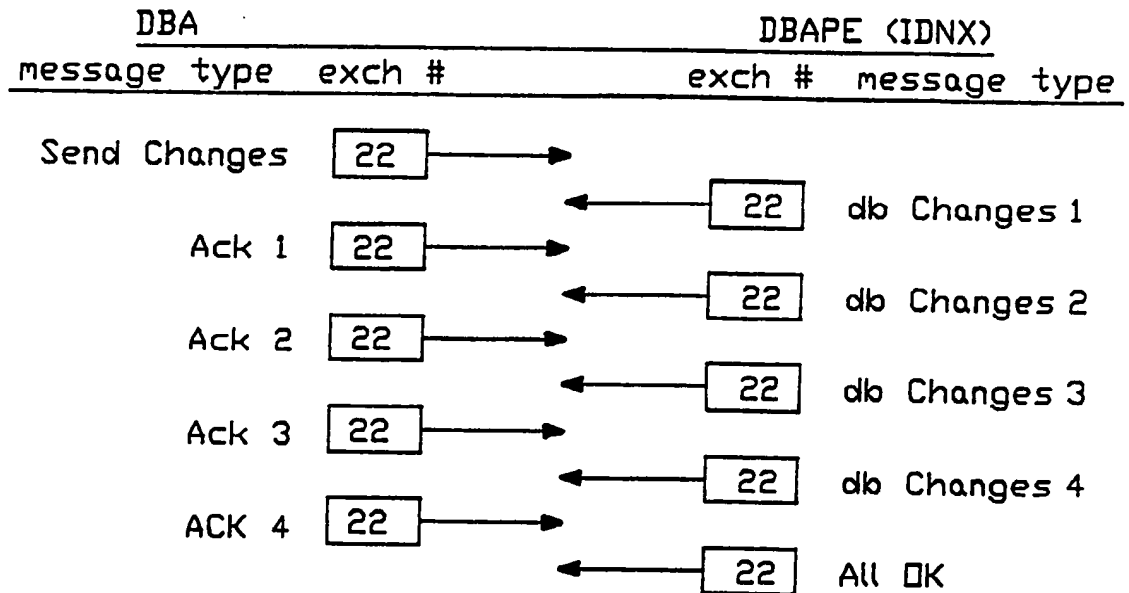 DBA DBAPE (IDNX)
message type exch # exch # message type
Send Changes 22
22 db Changes 1
Ack 1 22
22 db Changes 2
Ack 2 22
22 db Changes 3
Ack 3 22
22 db Changes 4
ACK 4 22
22 All OK